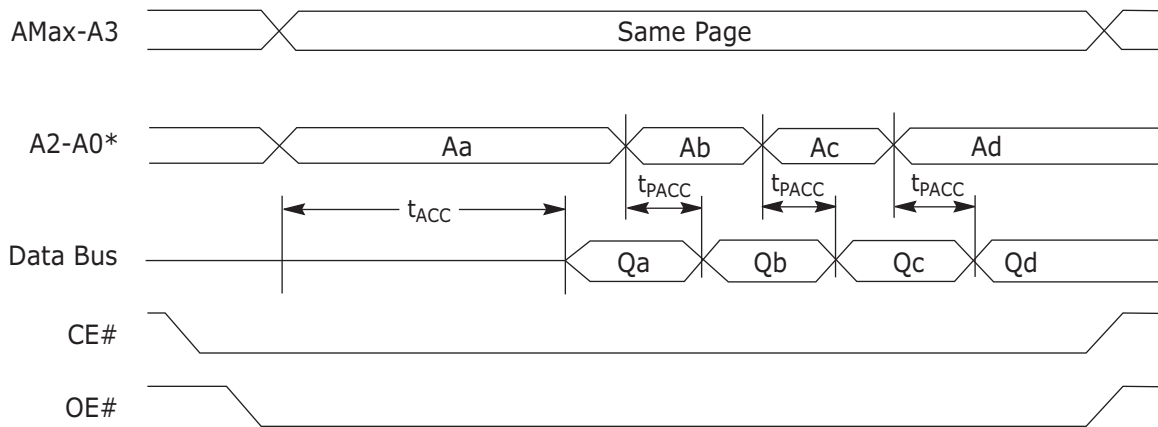 AMax-A3 Same Page
A2-A0* Aa Ab Ac Ad
tACC tPACC tPACC tPACC
Data Bus Qa Qb Qc Qd
CE#
OE#